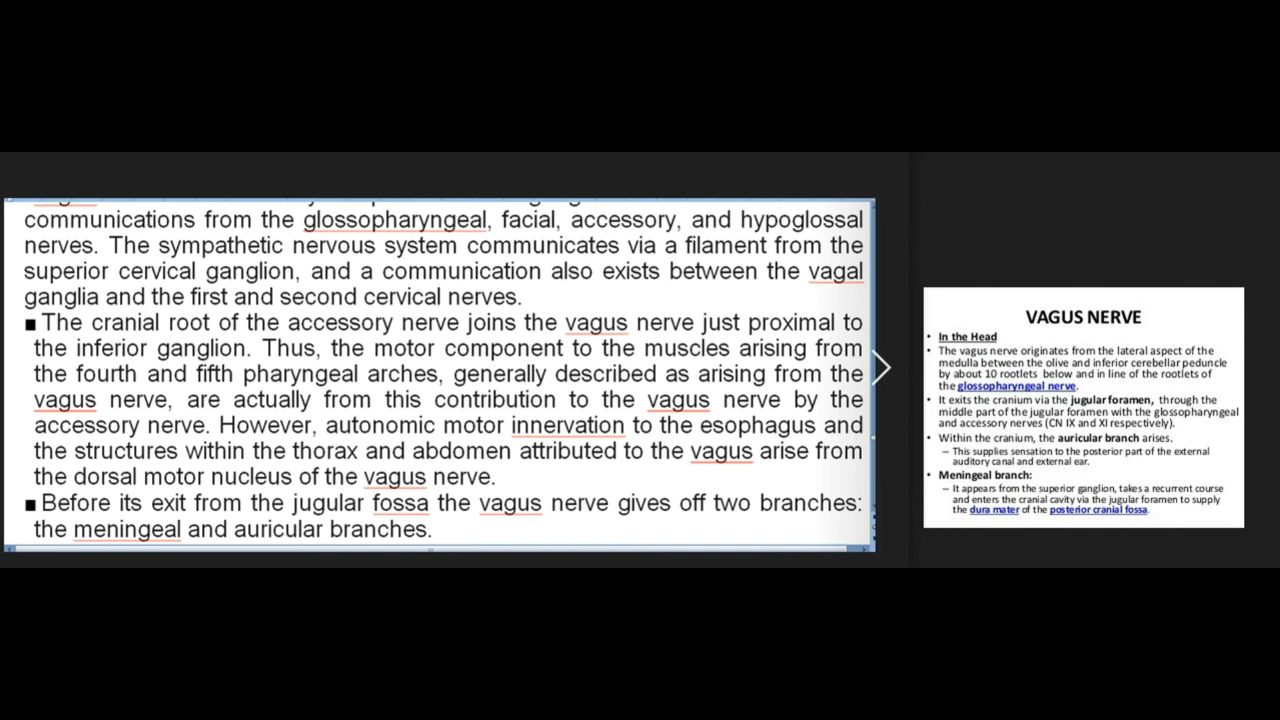 communications from the glossopharyngeal, facial, accessory, and hypoglossal
nerves. The sympathetic nervous system communicates via a filament from the
superior cervical ganglion, and a communication also exists between the vagal
ganglia and the first and second cervical nerves.
■ The cranial root of the accessory nerve joins the vagus nerve just proximal to
the inferior ganglion. Thus, the motor component to the muscles arising from
the fourth and fifth pharyngeal arches, generally described as arising from the
vagus nerve, are actually from this contribution to the vagus nerve by the
accessory nerve. However, autonomic motor innervation to the esophagus and
the structures within the thorax and abdomen attributed to the vagus arise from
the dorsal motor nucleus of the vagus nerve.
■ Before its exit from the jugular fossa the vagus nerve gives off two branches:
the meningeal and auricular branches.
VAGUS NERVE
• In the Head
• The vagus nerve originates from the lateral aspect of the
medulla between the olive and inferior cerebellar peduncle
by about 10 rootlets below and in line of the rootlets of
the glossopharyngeal nerve.
• It exits the cranium via the jugular foramen, through the
middle part of the jugular foramen with the glossopharyngeal
and accessory nerves (CN IX and XI respectively).
• Within the cranium, the auricular branch arises.
– This supplies sensation to the posterior part of the external
auditory canal and external ear.
• Meningeal branch:
– It appears from the superior ganglion, takes a recurrent course
and enters the cranial cavity via the jugular foramen to supply
the dura mater of the posterior cranial fossa.